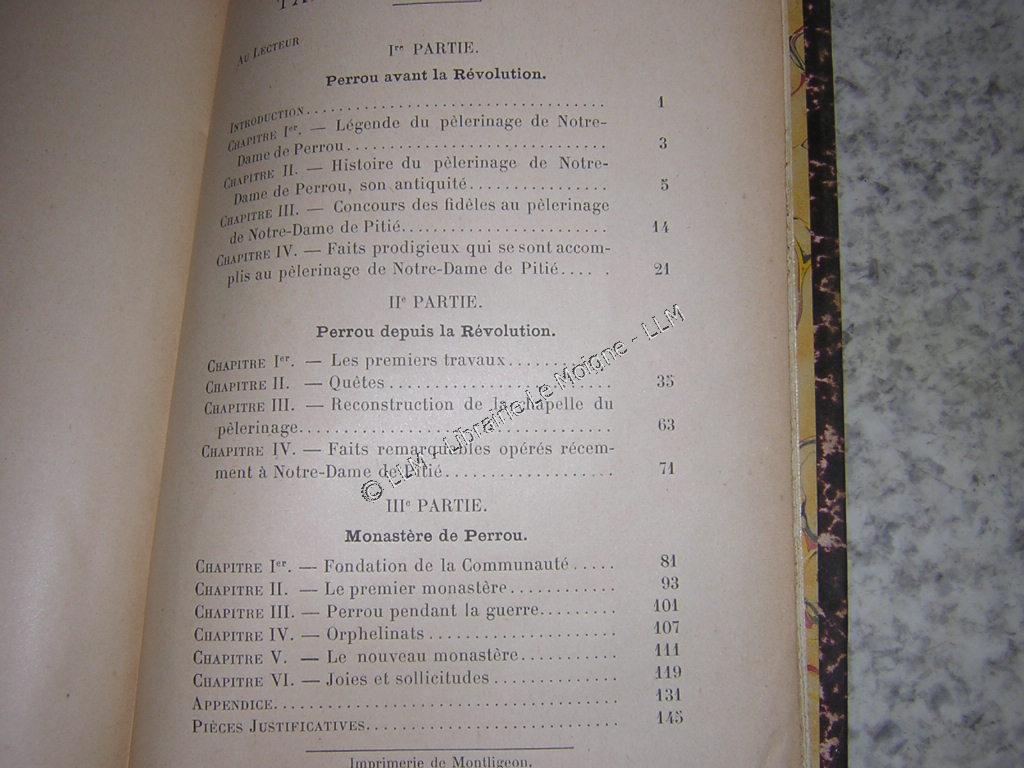 Au Lecteur
Iʳᵉ PARTIE.
Perrou avant la Révolution.
Introduction........................ 1
Chapitre Iᵉʳ. — Légende du pèlerinage de Notre-
Dame de Perrou........................ 3
Chapitre II. — Histoire du pèlerinage de Notre-
Dame de Perrou, son antiquité............... 5
Chapitre III. — Concours des fidèles au pèlerinage
de Notre-Dame de Pitié..................... 14
Chapitre IV. — Faits prodigieux qui se sont accom-
plis au pèlerinage de Notre-Dame de Pitié.... . 21
IIᵉ PARTIE.
Perrou depuis la Révolution.
Chapitre Iᵉʳ. — Les premiers travaux...........
Chapitre II. — Quêtes........................ 35
Chapitre III. — Reconstruction de la chapelle du
pèlerinage............................... 63
Chapitre IV. — Faits remarquables opérés récem-
ment à Notre-Dame de Pitié.................. 71
IIIᵉ PARTIE.
Monastère de Perrou.
Chapitre Iᵉʳ. — Fondation de la Communauté..... 81
Chapitre II. — Le premier monastère............ 93
Chapitre III. — Perrou pendant la guerre......... 101
Chapitre IV. — Orphelinats.................... 107
Chapitre V. — Le nouveau monastère........... 111
Chapitre VI. — Joies et sollicitudes.............. 119
Appendice.................................. 131
Pièces Justificatives......................... 145
Imprimerie de Montligeon.
© LLM - Librairie Le Moigne - LLM